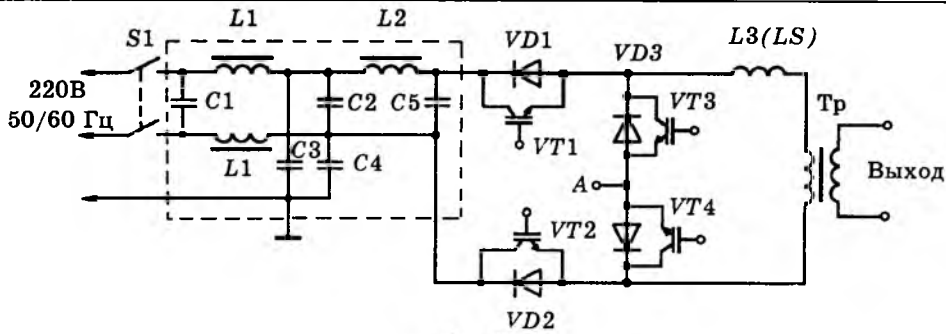 L1
L2
S1
VD1
VD3
L3(LS)
220В
50/60 Гц
C1
C2
C5
VT1
VT3
Тр
L1
C3
C4
A
Выход
VT2
VT4
VD2